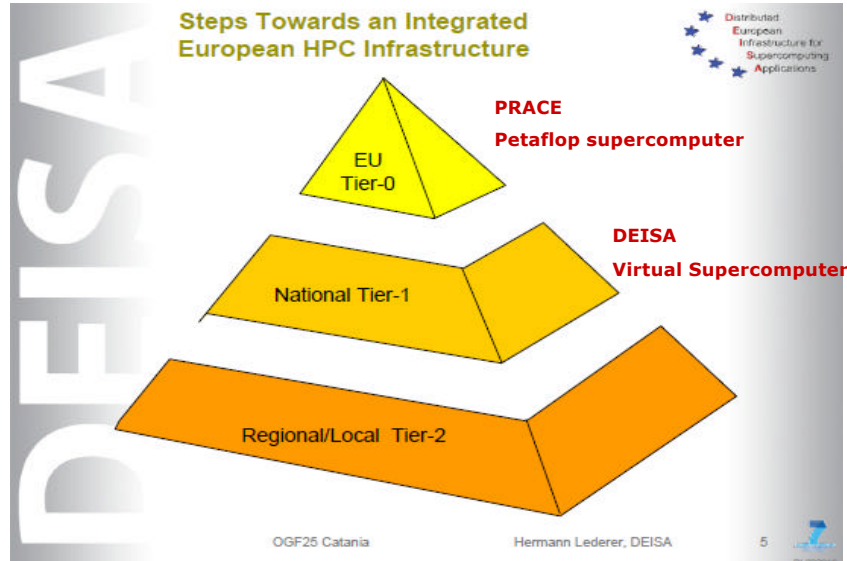 Steps Towards an Integrated
European HPC Infrastructure
Distributed
European
Infrastructure for
Supercomputing
Applications
DEISA
PRACE
Petaflop supercomputer
EU
Tier-0
DEISA
Virtual Supercomputer
National Tier-1
Regional/Local Tier-2
OGF25 Catania
Hermann Lederer, DEISA
5
7